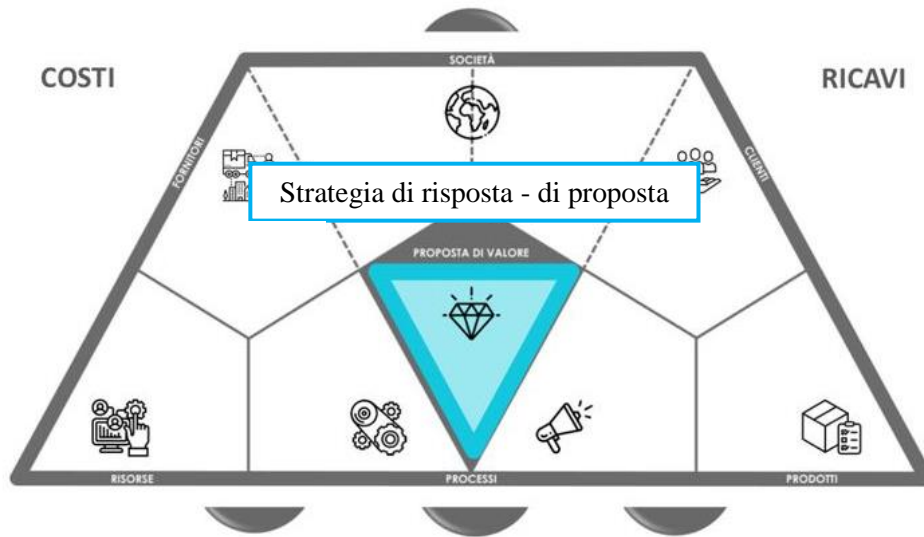 SOCIETÀ
COSTI
RICAVI
FORNITORI
CLIENTI
Strategia di risposta - di proposta
PROPOSTA DI VALORE
RISORSE
PROCESSI
PRODOTTI